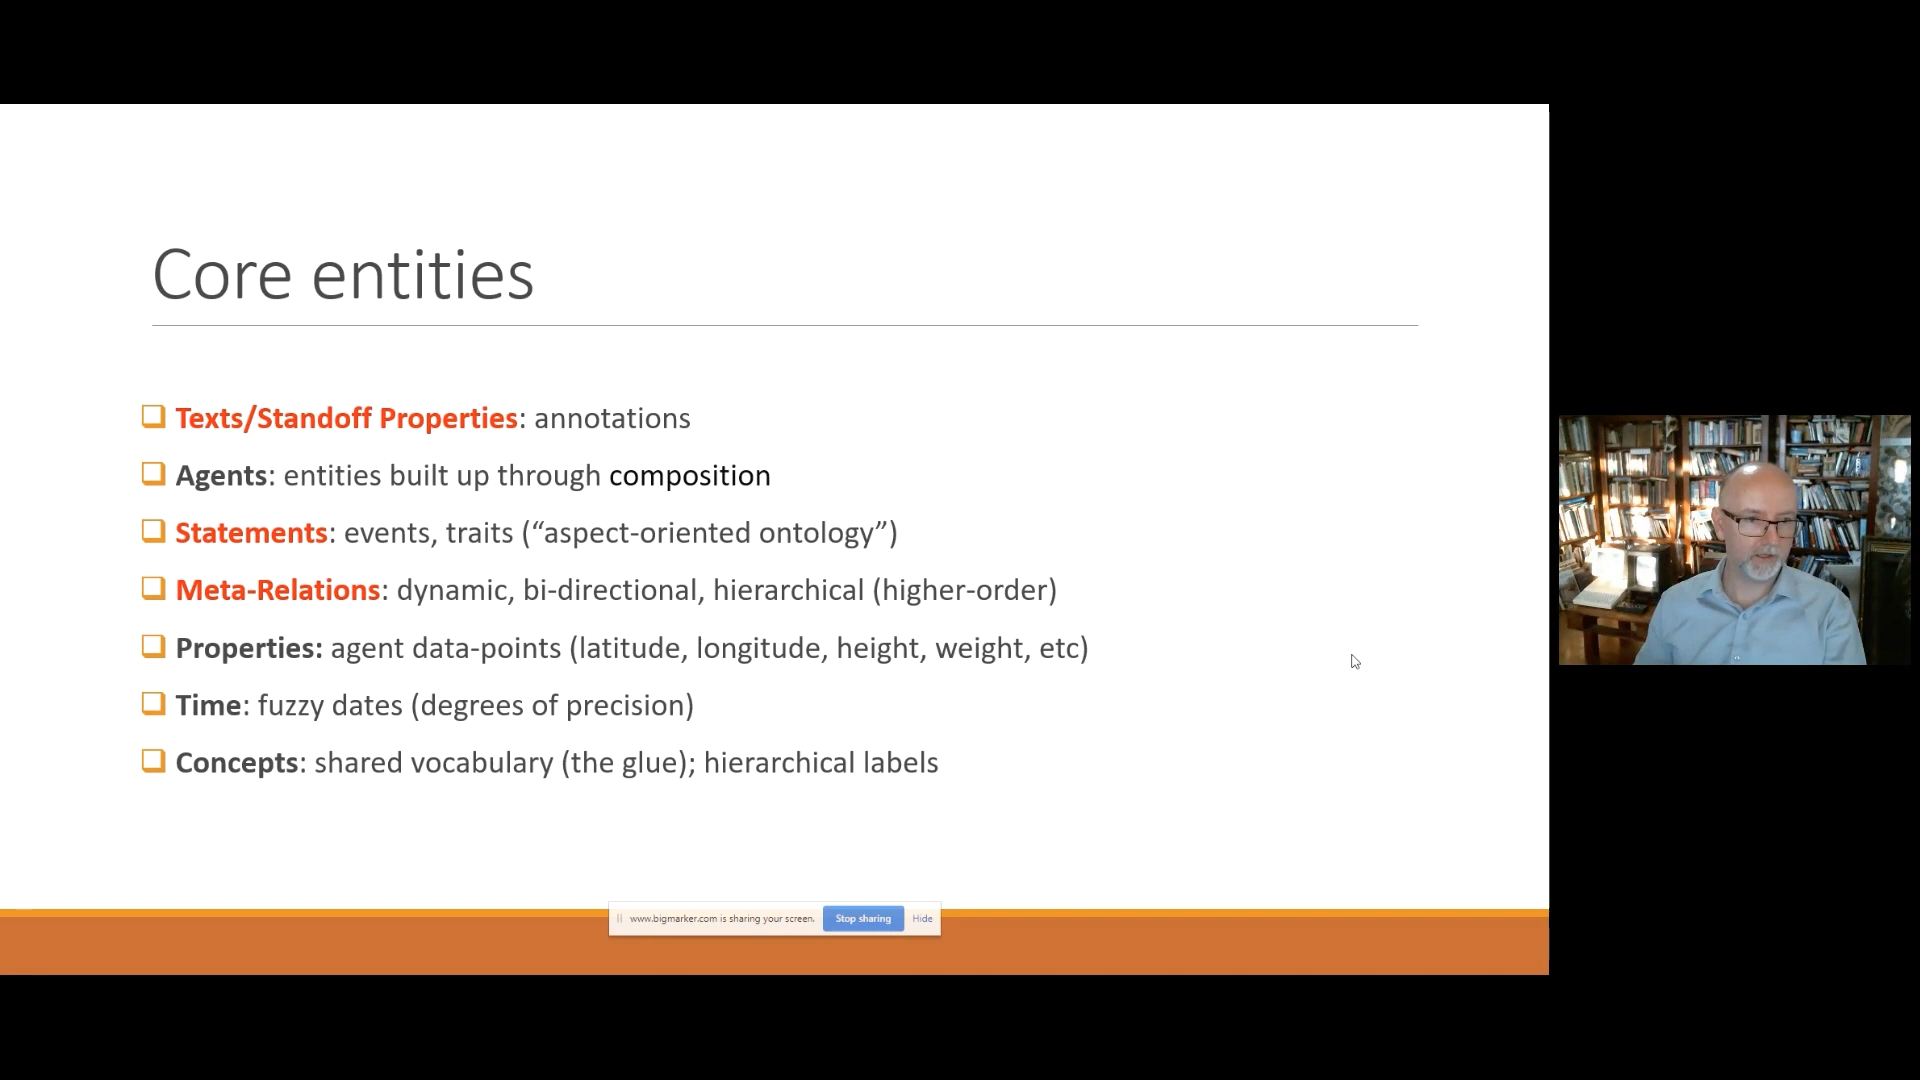 Core entities
Texts/Standoff Properties: annotations
Agents: entities built up through composition
Statements: events, traits (“aspect-oriented ontology”)
Meta-Relations: dynamic, bi-directional, hierarchical (higher-order)
Properties: agent data-points (latitude, longitude, height, weight, etc)
Time: fuzzy dates (degrees of precision)
Concepts: shared vocabulary (the glue); hierarchical labels
www.bigmarker.com is sharing your screen. Stop sharing Hide